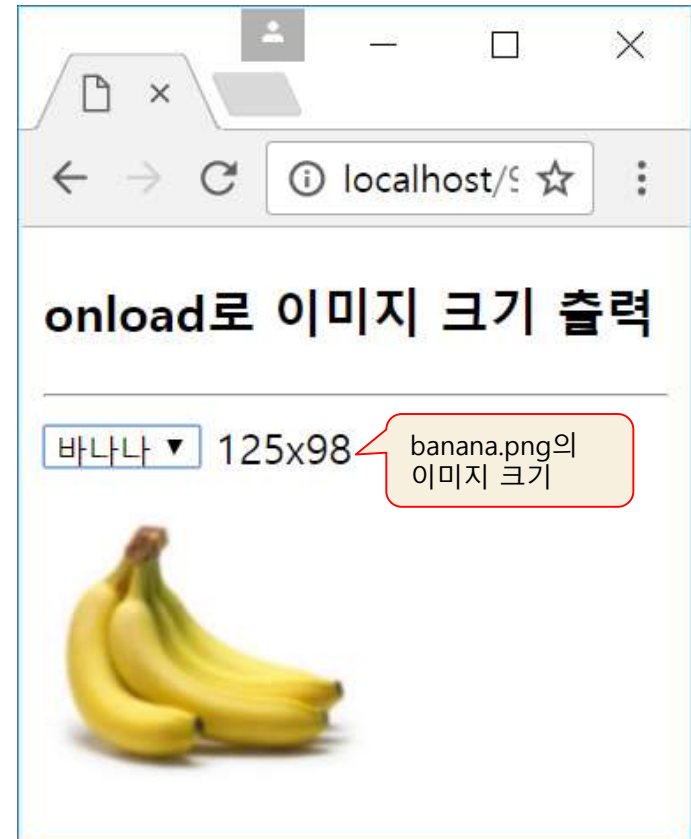 localhost/9
onload로 이미지 크기 출력
바나나 125x98
banana.png의
이미지 크기